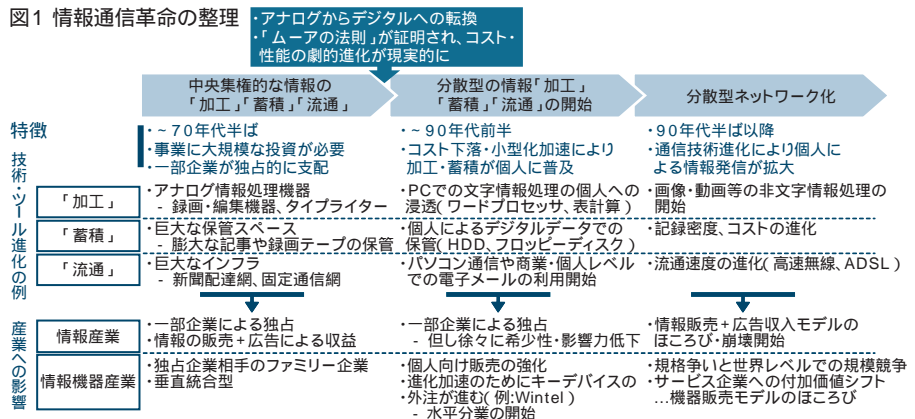 図1 情報通信革命の整理
・アナログからデジタルへの転換
・「ムーアの法則」が証明され、コスト・
性能の劇的進化が現実的に
中央集権的な情報の
「加工」「蓄積」「流通」
分散型の情報「加工」
「蓄積」「流通」の開始
分散型ネットワーク化
特徴
・~70年代半ば
・事業に大規模な投資が必要
・一部企業が独占的に支配
・~90年代前半
・コスト下落・小型化加速により
加工・蓄積が個人に普及
・90年代半ば以降
・通信技術進化により個人に
よる情報発信が拡大
技術・ツール進化の例
「加工」
・アナログ情報処理機器
- 録画・編集機器、タイプライター
・PCでの文字情報処理の個人への
浸透(ワードプロセッサ、表計算)
・画像・動画等の非文字情報処理の
開始
「蓄積」
・巨大な保管スペース
- 膨大な記事や録画テープの保管
・個人によるデジタルデータでの
保管(HDD、フロッピーディスク)
・記録密度、コストの進化
「流通」
・巨大なインフラ
- 新聞配達網、固定通信網
・パソコン通信や商業・個人レベル
での電子メールの利用開始
・流通速度の進化(高速無線、ADSL)
産業への影響
情報産業
・一部企業による独占
・情報の販売+広告による収益
・一部企業による独占
- 但し徐々に希少性・影響力低下
・情報販売+広告収入モデルの
ほころび・崩壊開始
情報機器産業
・独占企業相手のファミリー企業
・垂直統合型
・個人向け販売の強化
・進化加速のためにキーデバイスの
・外注が進む(例:Wintel)
- 水平分業の開始
・規格争いと世界レベルでの規模競争
・サービス企業への付加価値シフト
…機器販売モデルのほころび